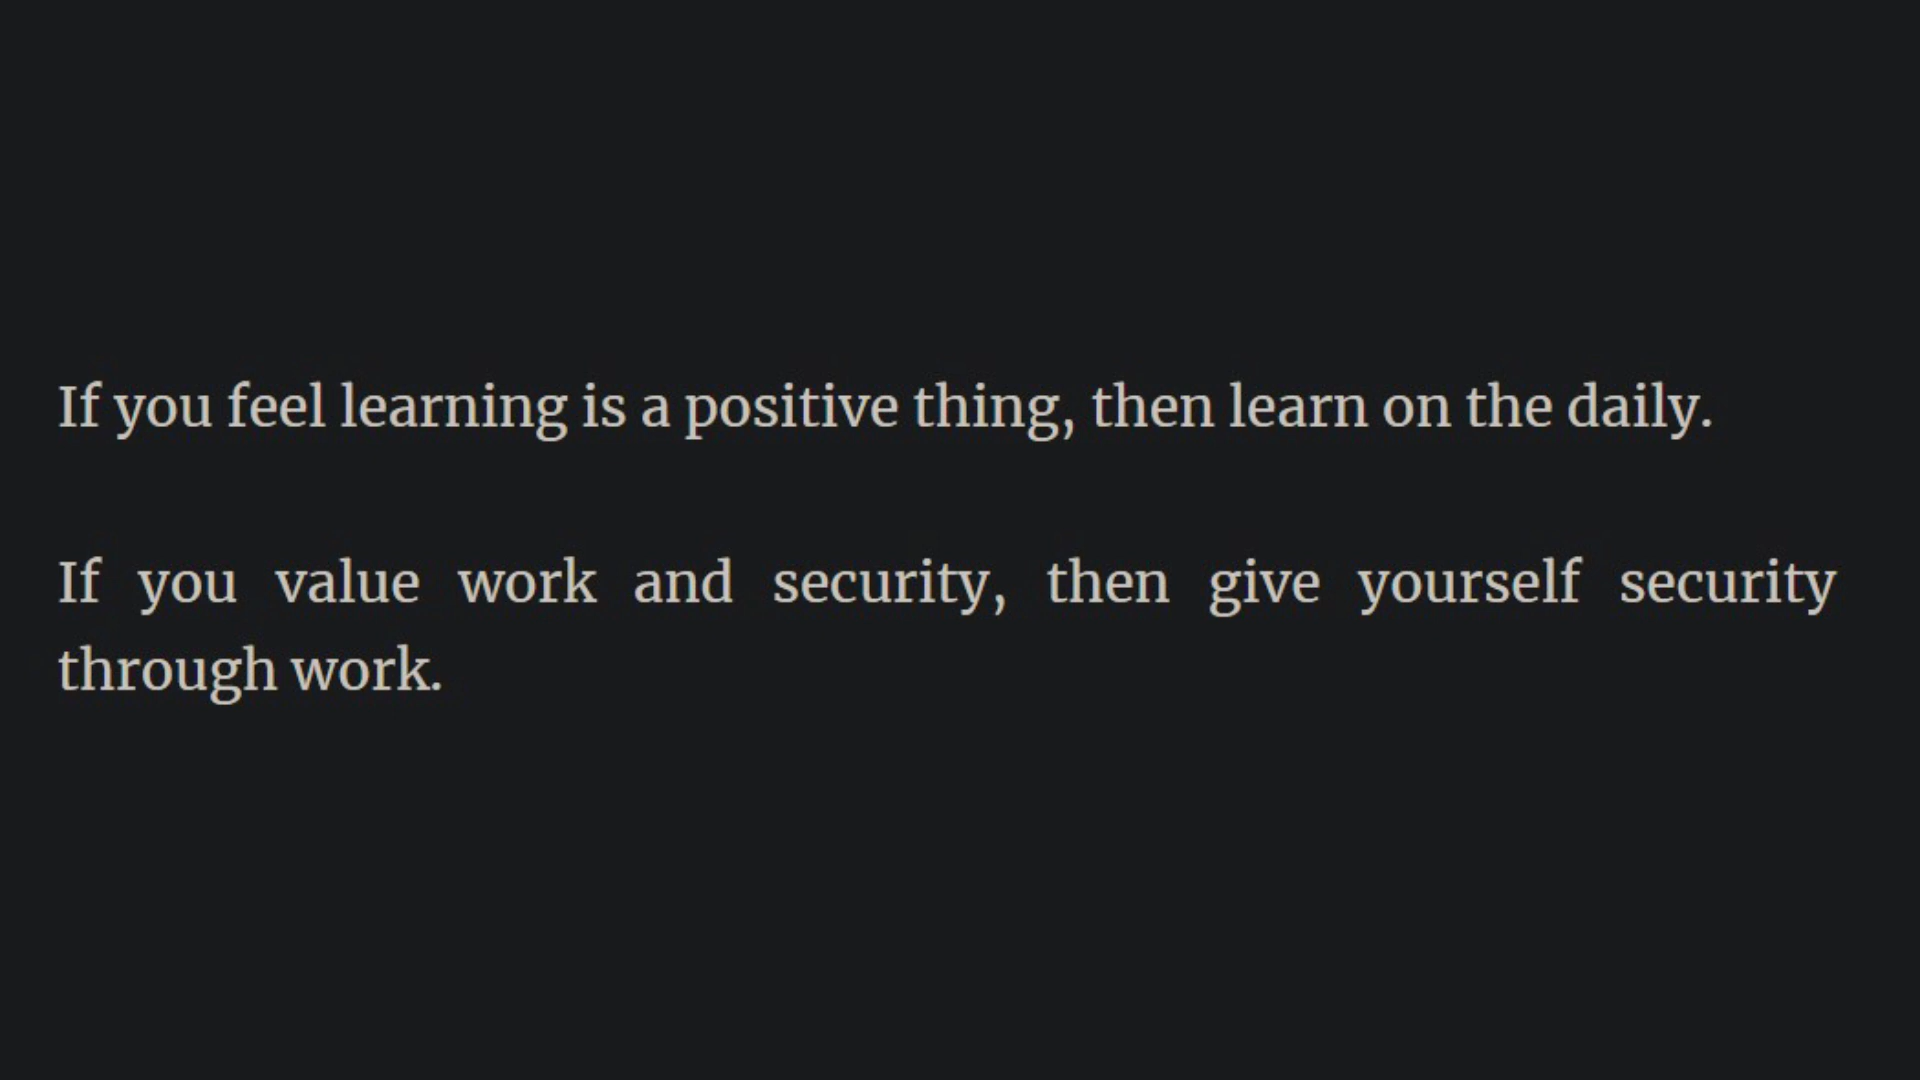 If you feel learning is a positive thing, then learn on the daily.
If you value work and security, then give yourself security
through work.